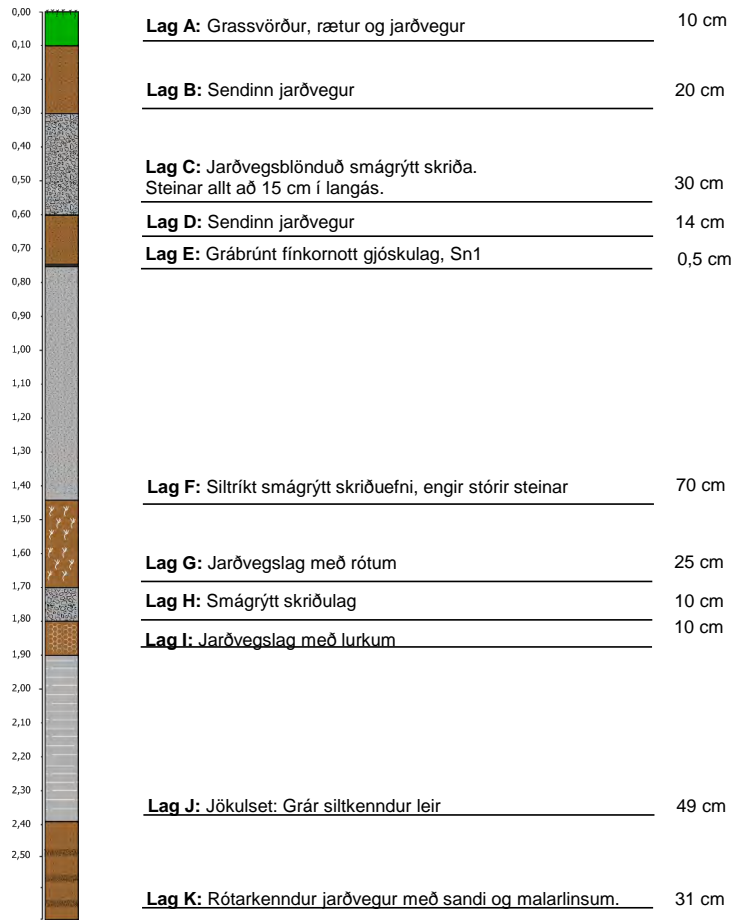 0,00
Lag A: Grassvörður, rætur og jarðvegur 10 cm
0,10
0,20
Lag B: Sendinn jarðvegur 20 cm
0,30
0,40
Lag C: Jarðvegsblönduð smágrýtt skriða.
0,50
Steinar allt að 15 cm í langás. 30 cm
0,60
Lag D: Sendinn jarðvegur 14 cm
0,70
Lag E: Grábrúnt fínkornott gjóskulag, Sn1 0,5 cm
0,80
0,90
1,00
1,10
1,20
1,30
1,40
Lag F: Siltríkt smágrýtt skriðuefni, engir stórir steinar 70 cm
1,50
1,60
Lag G: Jarðvegslag með rótum 25 cm
1,70
Lag H: Smágrýtt skriðulag 10 cm
1,80
Lag I: Jarðvegslag með lurkum 10 cm
1,90
2,00
2,10
2,20
2,30
Lag J: Jökulset: Grár siltkenndur leir 49 cm
2,40
2,50
Lag K: Rótarkenndur jarðvegur með sandi og malarlinsum. 31 cm